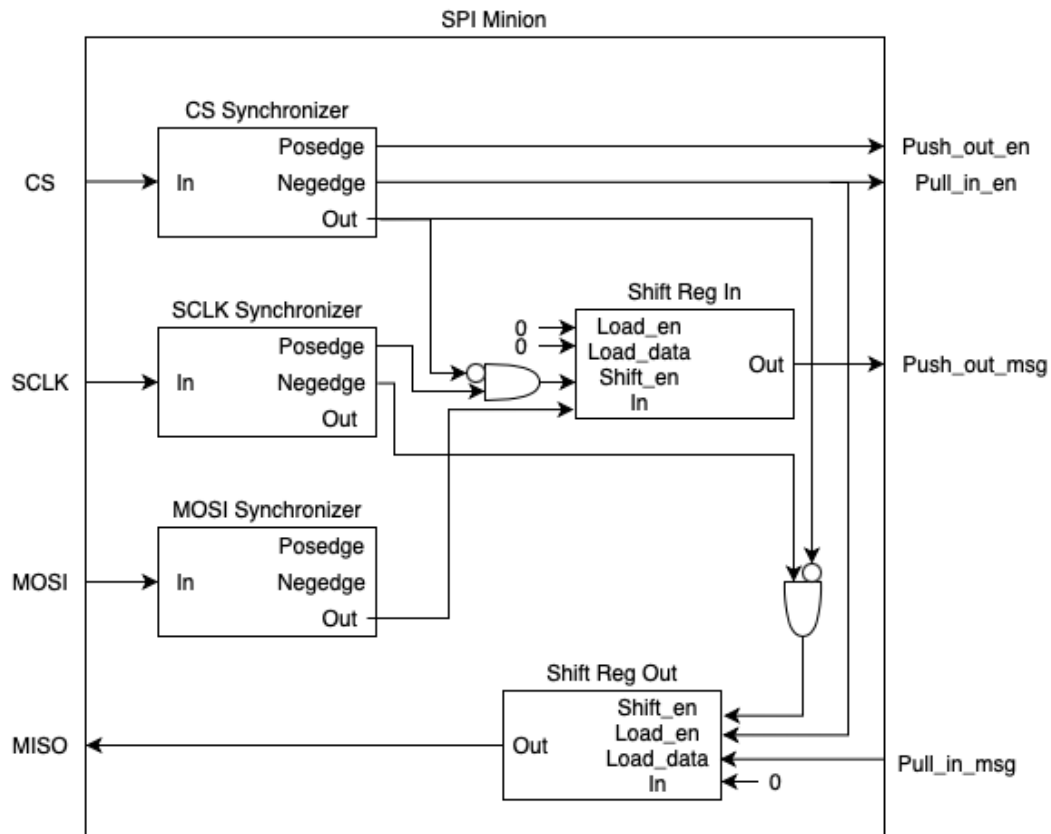 SPI Minion
CS Synchronizer
Posedge
Push_out_en
CS
In
Negedge
Pull_in_en
Out
SCLK Synchronizer
Shift Reg In
0
Load_en
Posedge
0
Load_data
Out
Push_out_msg
SCLK
In
Negedge
Shift_en
In
Out
MOSI Synchronizer
Posedge
MOSI
In
Negedge
Out
Shift Reg Out
Shift_en
MISO
Out
Load_en
Load_data
Pull_in_msg
In
0